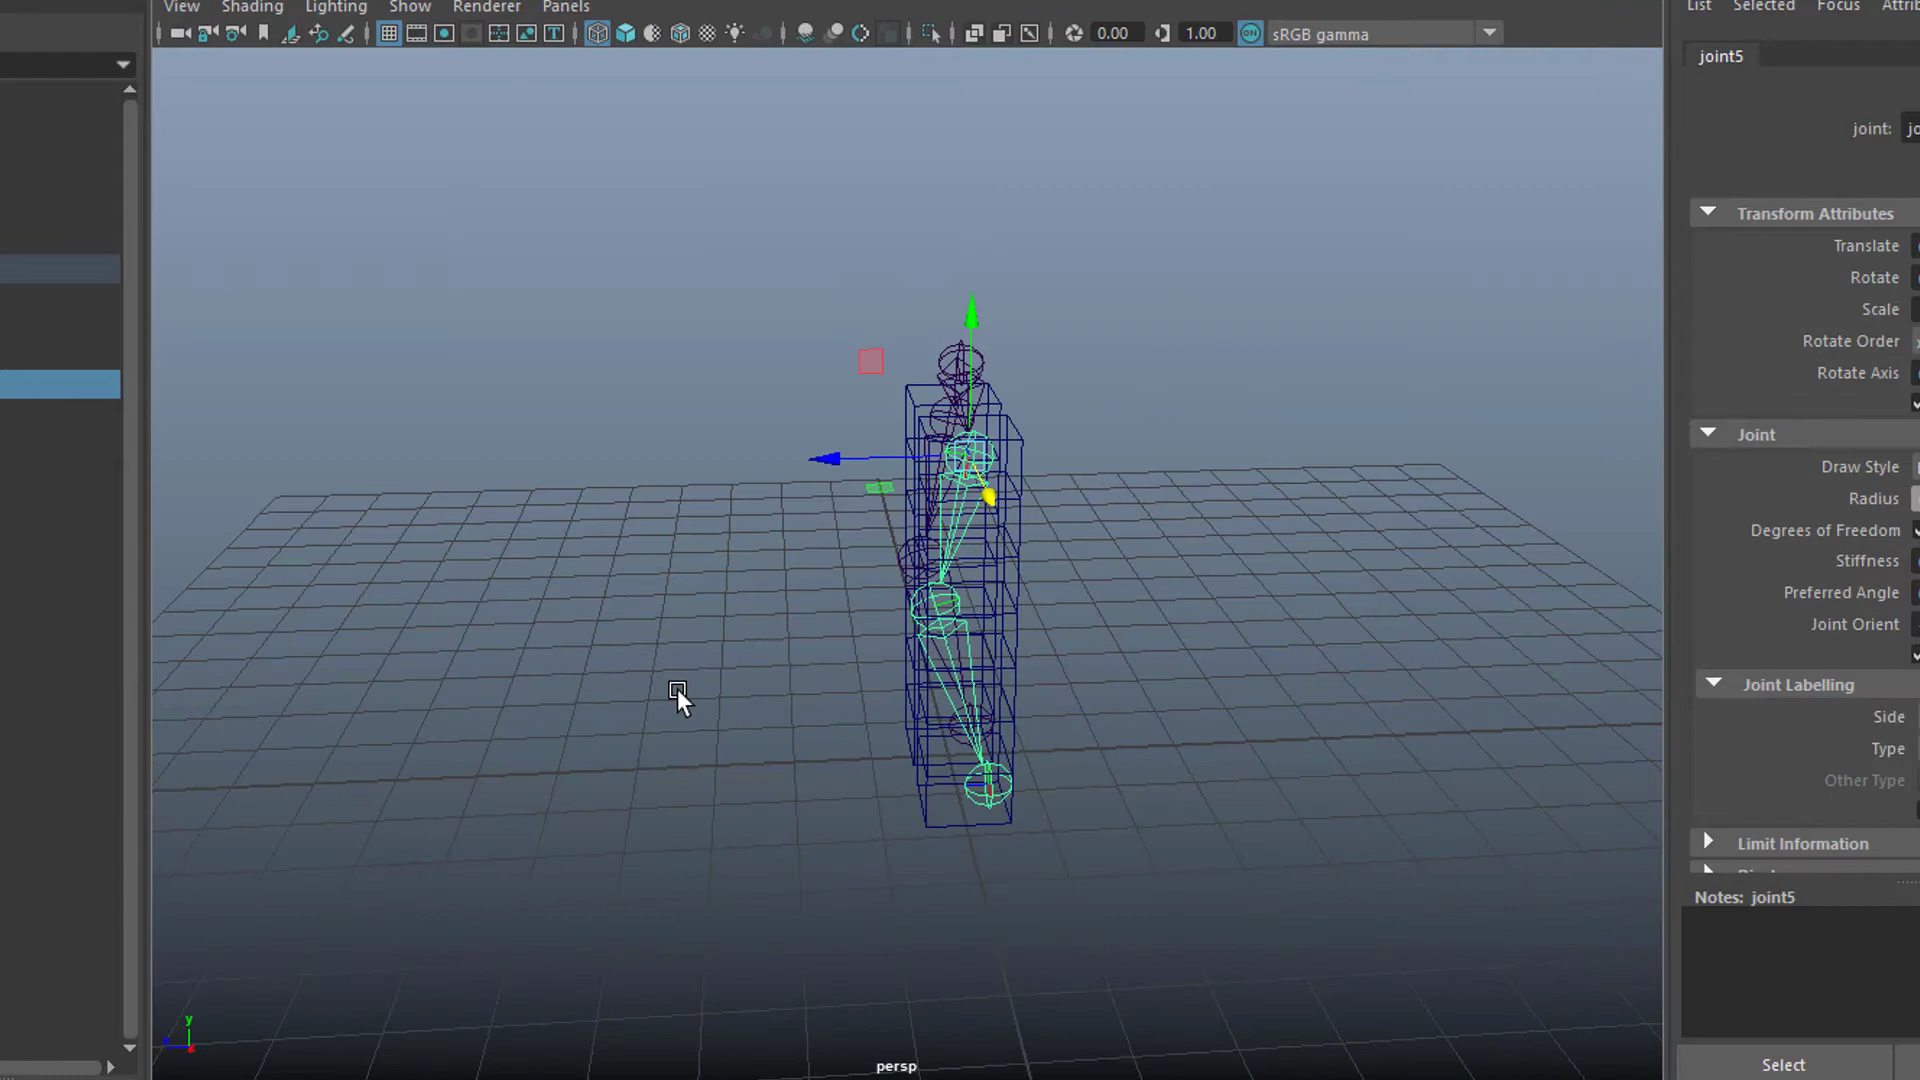 View Shading Lighting Show Renderer Panels
0.00 1.00 ON sRGB gamma
List Selected Focus
joint5
joint:
Transform Attributes
Translate
Rotate
Scale
Rotate Order
Rotate Axis
Joint
Draw Style
Radius
Degrees of Freedom
Stiffness
Preferred Angle
Joint Orient
Joint Labelling
Side
Type
Other Type
Limit Information
Notes: joint5
Select
y
persp